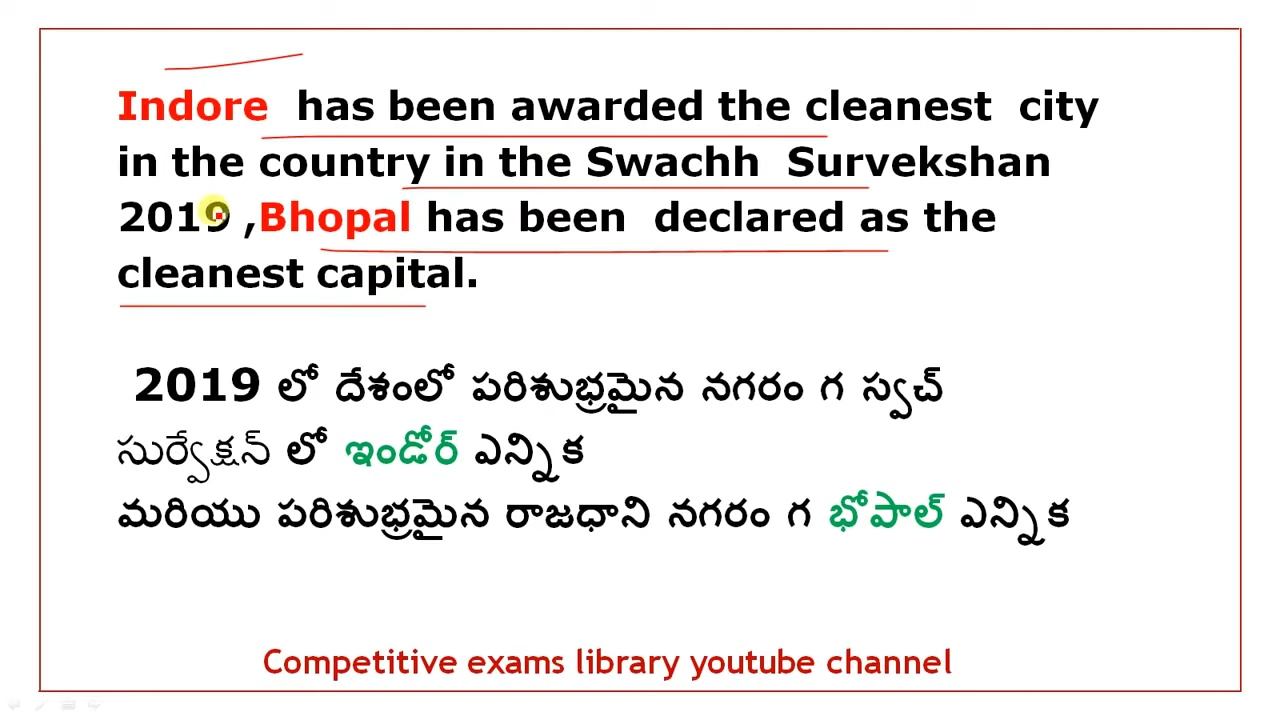 Indore has been awarded the cleanest city
in the country in the Swachh Survekshan
2019 ,Bhopal has been declared as the
cleanest capital.
2019 లో దేశంలో పరిశుభ్రమైన నగరం గ స్వచ్
సుర్వేక్షన్ లో ఇండోర్ ఎన్నిక
మరియు పరిశుభ్రమైన రాజధాని నగరం గ భోపాల్ ఎన్నిక
Competitive exams library youtube channel